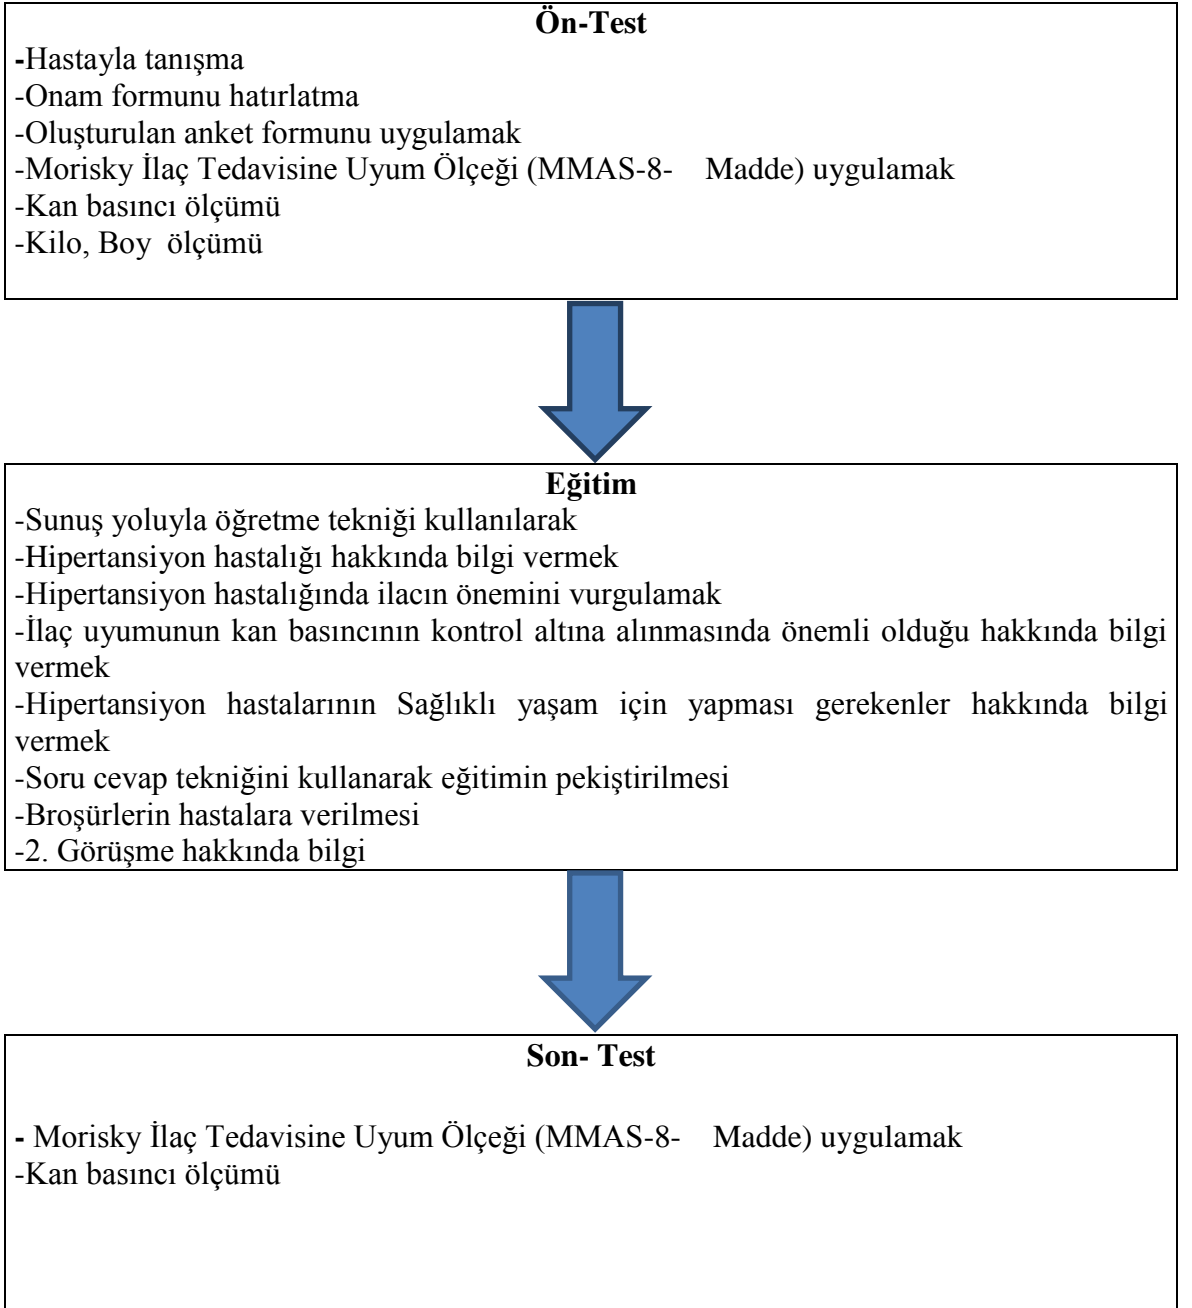 Ön-Test
-Hastayla tanışma
-Onam formunu hatırlatma
-Oluşturulan anket formunu uygulamak
-Morisky İlaç Tedavisine Uyum Ölçeği (MMAS-8- Madde) uygulamak
-Kan basıncı ölçümü
-Kilo, Boy ölçümü
Eğitim
-Sunuş yoluyla öğretme tekniği kullanılarak
-Hipertansiyon hastalığı hakkında bilgi vermek
-Hipertansiyon hastalığında ilacın önemini vurgulamak
-İlaç uyumunun kan basıncının kontrol altına alınmasında önemli olduğu hakkında bilgi
vermek
-Hipertansiyon hastalarının Sağlıklı yaşam için yapması gerekenler hakkında bilgi
vermek
-Soru cevap tekniğini kullanarak eğitimin pekiştirilmesi
-Broşürlerin hastalara verilmesi
-2. Görüşme hakkında bilgi
Son- Test
- Morisky İlaç Tedavisine Uyum Ölçeği (MMAS-8- Madde) uygulamak
-Kan basıncı ölçümü